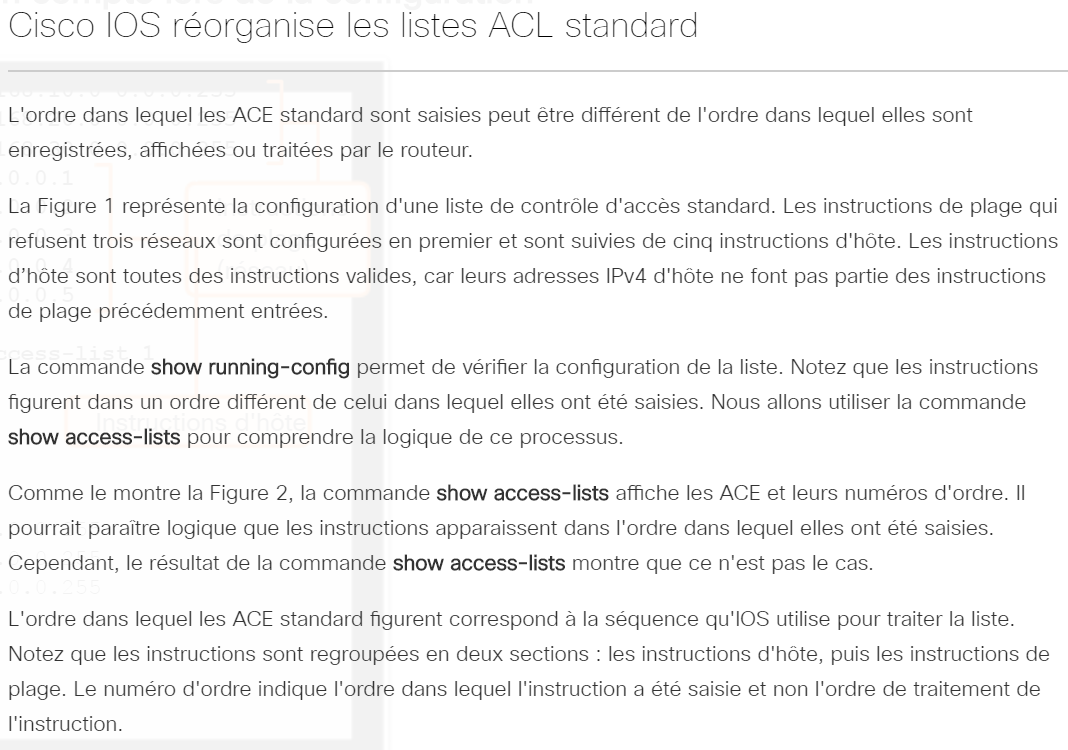 Cisco IOS réorganise les listes ACL standard
L'ordre dans lequel les ACE standard sont saisies peut être différent de l'ordre dans lequel elles sont
enregistrées, affichées ou traitées par le routeur.
La Figure 1 représente la configuration d'une liste de contrôle d'accès standard. Les instructions de plage qui
refusent trois réseaux sont configurées en premier et sont suivies de cinq instructions d'hôte. Les instructions
d’hôte sont toutes des instructions valides, car leurs adresses IPv4 d'hôte ne font pas partie des instructions
de plage précédemment entrées.
La commande show running-config permet de vérifier la configuration de la liste. Notez que les instructions
figurent dans un ordre différent de celui dans lequel elles ont été saisies. Nous allons utiliser la commande
show access-lists pour comprendre la logique de ce processus.
Instructions d'hôte
Comme le montre la Figure 2, la commande show access-lists affiche les ACE et leurs numéros d'ordre. Il
pourrait paraître logique que les instructions apparaissent dans l'ordre dans lequel elles ont été saisies.
Cependant, le résultat de la commande show access-lists montre que ce n'est pas le cas.
L'ordre dans lequel les ACE standard figurent correspond à la séquence qu'IOS utilise pour traiter la liste.
Notez que les instructions sont regroupées en deux sections : les instructions d'hôte, puis les instructions de
plage. Le numéro d'ordre indique l'ordre dans lequel l'instruction a été saisie et non l'ordre de traitement de
l'instruction.